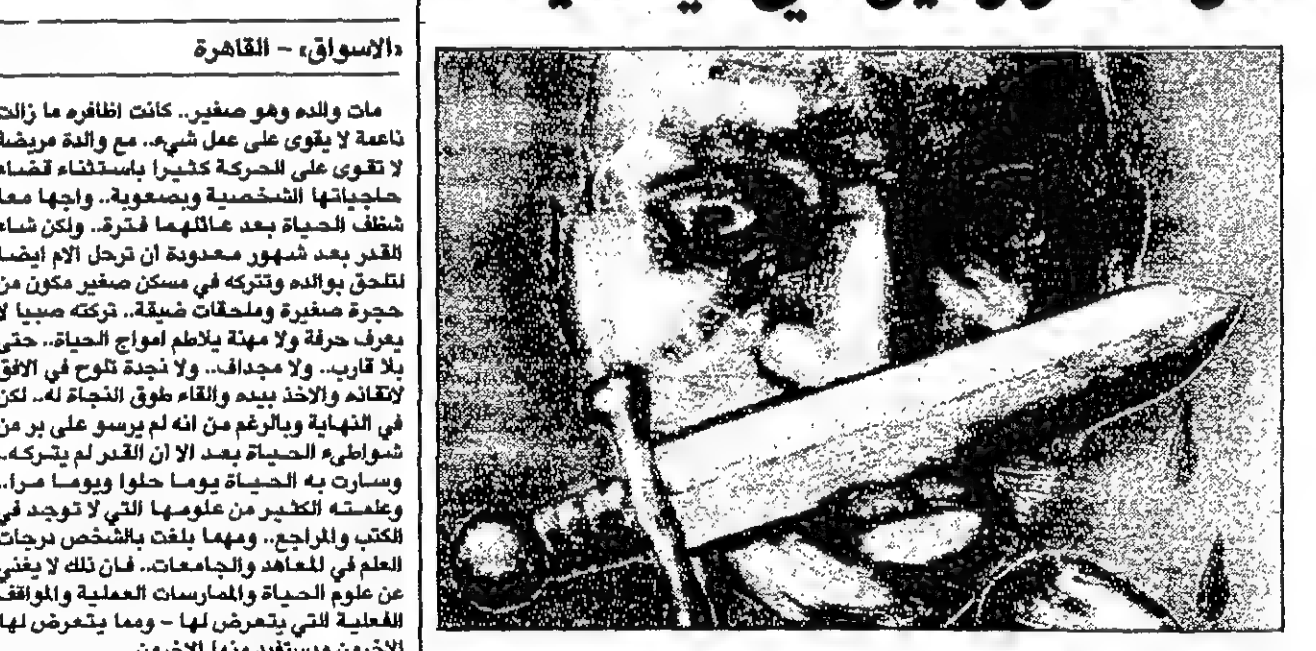 «الاسواق» – القاهرة
مات والده وهو صغير.. كانت اظافره ما زالت
ناعمة لا يقوى على عمل شيء.. مع والدة مريضة
لا تقوى على الحركة كثيرا باستثناء قضاء
حاجياتها الشخصية وبصعوبة.. واجها معا
شظف الحياة بعد عائلهما فترة.. ولكن شاء
القدر بعد شهور معدودة ان ترحل الام ايضا
لتلحق بوالده وتتركه في مسكن صغير مكون من
حجرة صغيرة وملحقات ضيقة.. تركته صبيا لا
يعرف حرفة ولا مهنة يلاطم امواج الحياة.. حتى
بلا قارب.. ولا مجداف.. ولا نجدة تلوح في الافق
لانقاذه والاخذ بيده والقاء طوق النجاة له.. لكن
في النهاية وبالرغم من انه لم يرسو على بر من
شواطىء الحياة بعد الا ان القدر لم يتركه..
وسارت به الحياة يوما حلوا ويوما مرا..
وعلمته الكثير من علومها التي لا توجد في
الكتب والمراجع.. ومهما بلغت بالشخص درجات
العلم في المعاهد والجامعات.. فان ذلك لا يغني
عن علوم الحياة والممارسات العملية والمواقف
الفعلية التي يتعرض لها – ومما يتعرض لها
الاخرون ويستفيد منها الاخرون